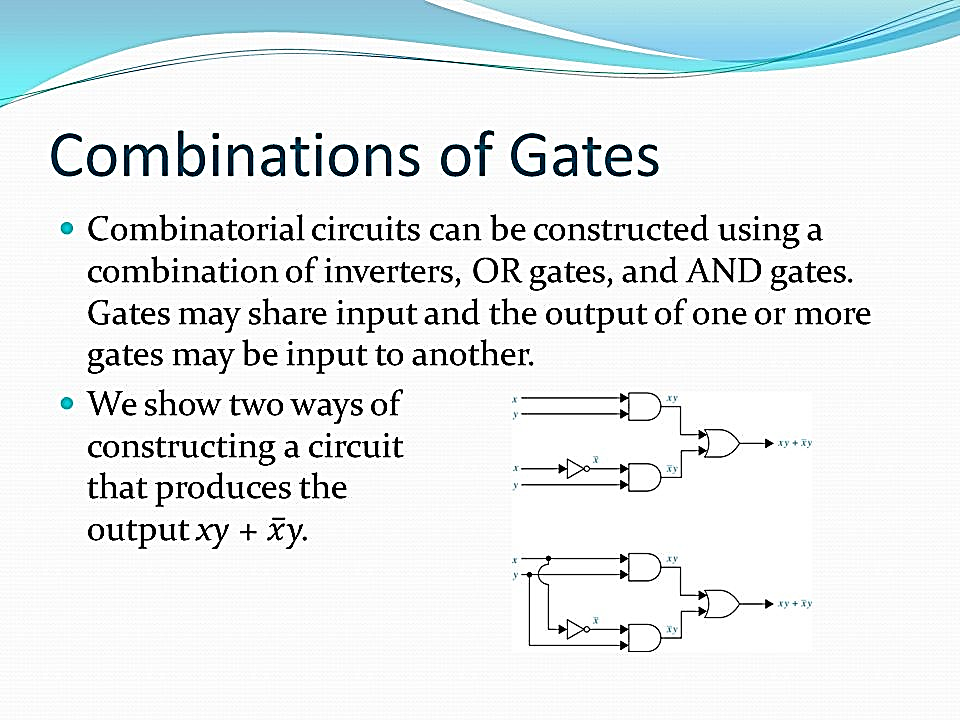 Combinations of Gates
Combinatorial circuits can be constructed using a
combination of inverters, OR gates, and AND gates.
Gates may share input and the output of one or more
gates may be input to another.
We show two ways of
constructing a circuit
that produces the
output xy + x̄y.
x
y
xy
xy + x̄y
x
y
x̄
x̄y
x
y
xy
xy + x̄y
x̄
x̄y